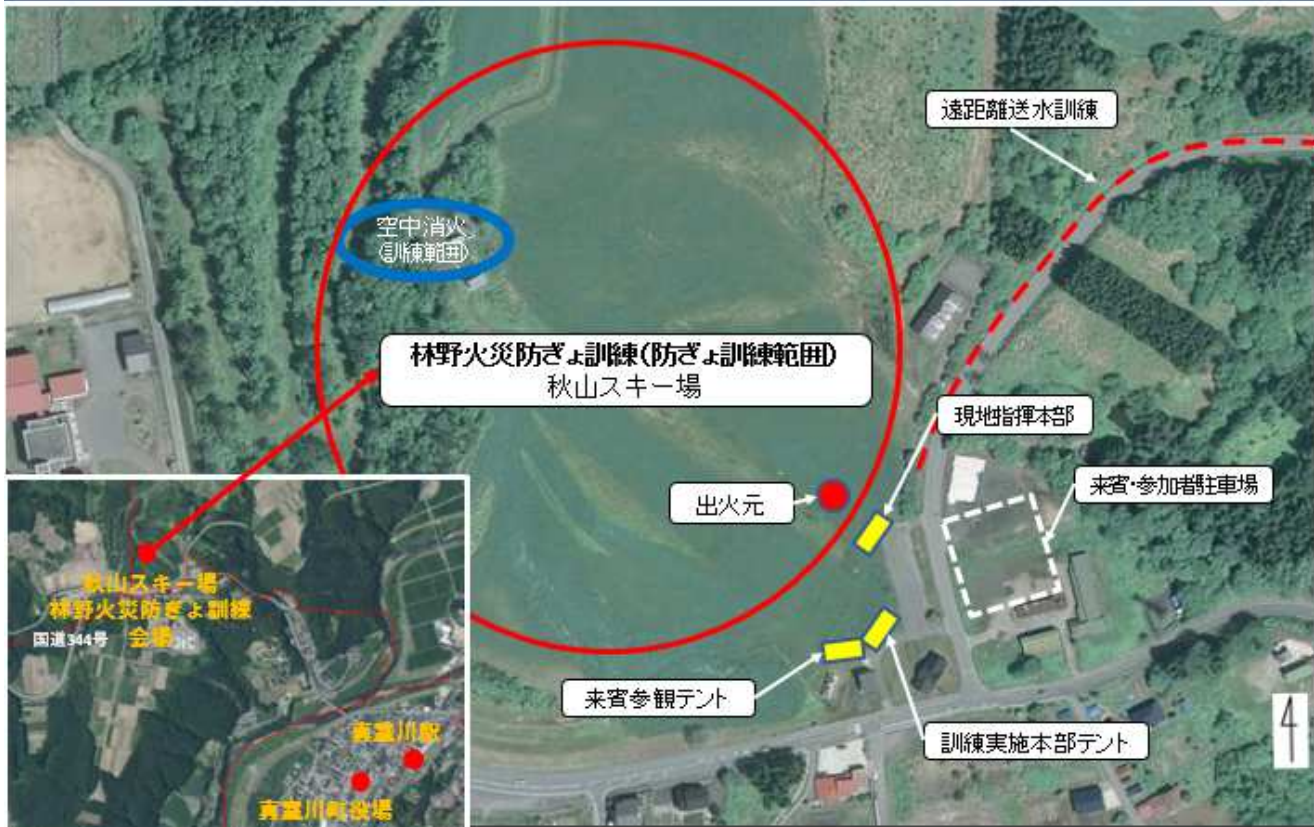 遠距離送水訓練
空中消火
(訓練範囲)
林野火災防ぎょ訓練(防ぎょ訓練範囲)
秋山スキー場
現地指揮本部
来賓・参加者駐車場
出火元
来賓参観テント
訓練実施本部テント
秋山スキー場
林野火災防ぎょ訓練
会場
国道344号
真室川駅
真室川町役場